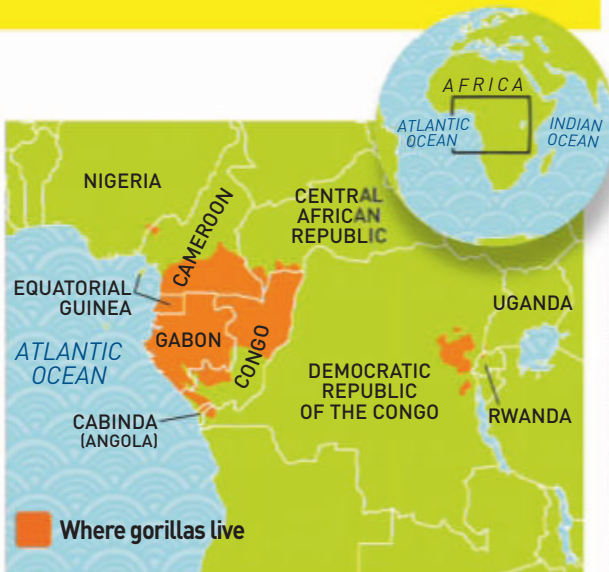 AFRICA
ATLANTIC
OCEAN
INDIAN
OCEAN
NIGERIA
CAMEROON
CENTRAL
AFRICAN
REPUBLIC
EQUATORIAL
GUINEA
GABON
CONGO
UGANDA
ATLANTIC
OCEAN
DEMOCRATIC
REPUBLIC
OF THE CONGO
RWANDA
CABINDA
(ANGOLA)
Where gorillas live